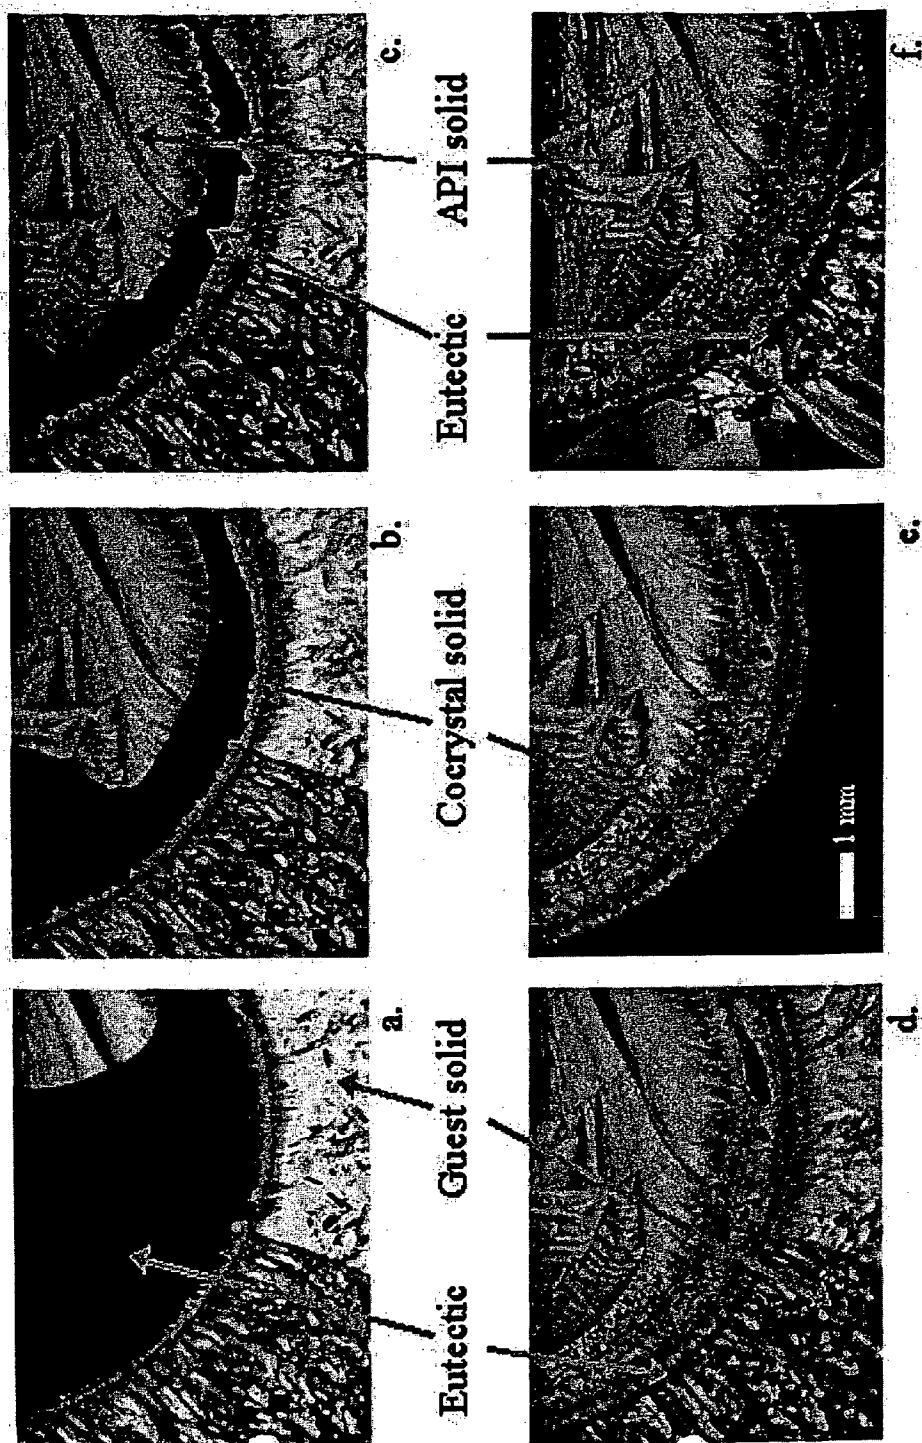 a. b. c.
Eutectic Guest solid Cocrystal solid Eutectic API solid
1 mm
d. e. f.